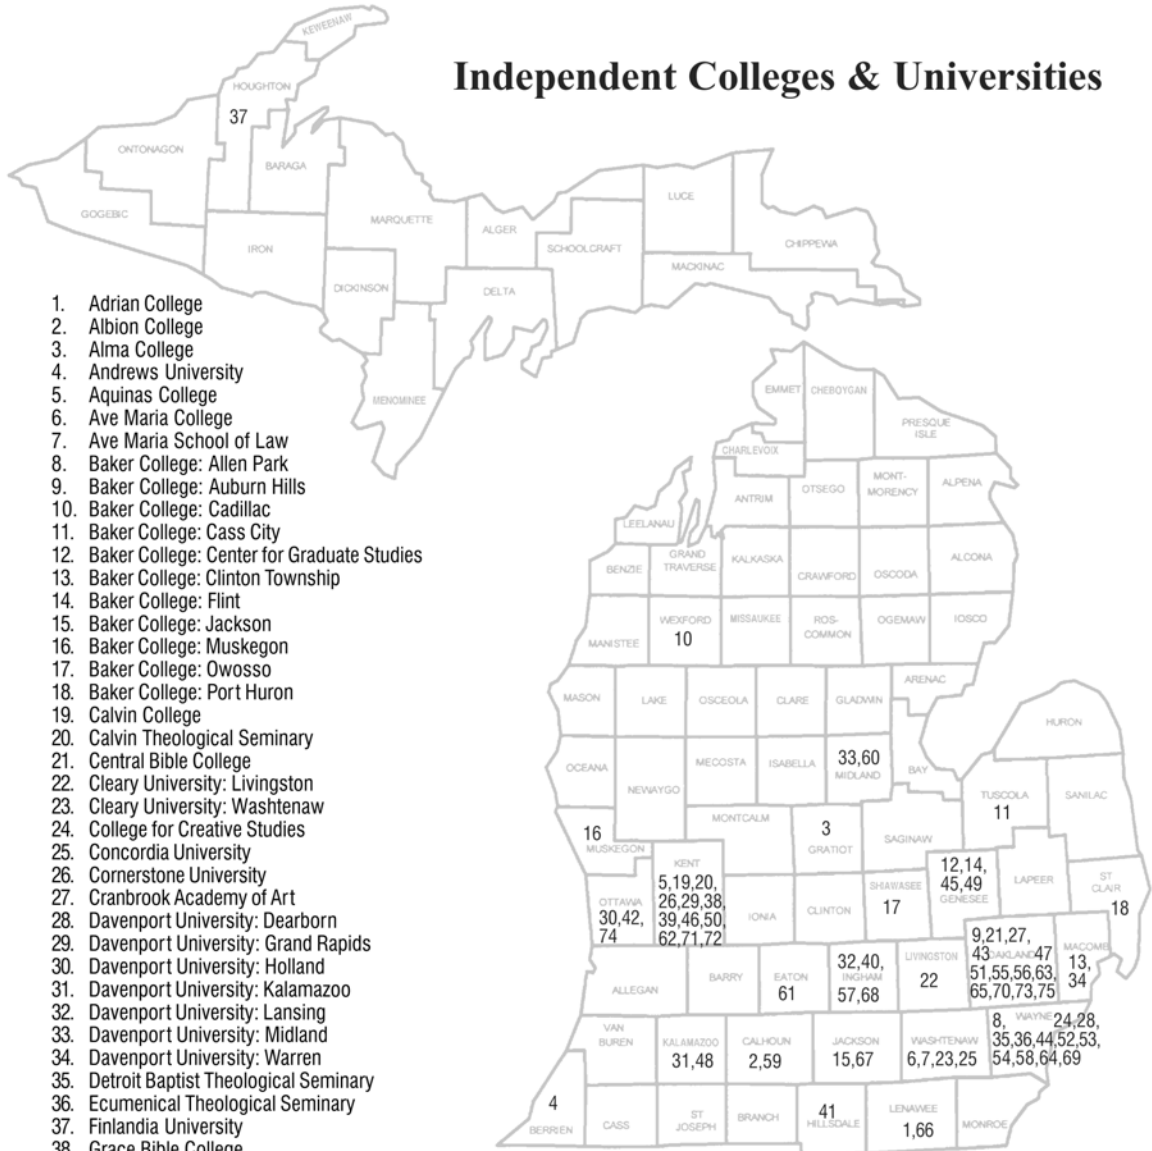 Independent Colleges & Universities
KEWEENAW
HOUGHTON
37
ONTONAGON
BARAGA
GOGEBIC
IRON
MARQUETTE
ALGER
LUCE
SCHOOLCRAFT
CHIPPEWA
MACKINAC
DICKINSON
DELTA
MENOMINEE
1. Adrian College
2. Albion College
3. Alma College
4. Andrews University
5. Aquinas College
6. Ave Maria College
7. Ave Maria School of Law
8. Baker College: Allen Park
9. Baker College: Auburn Hills
10. Baker College: Cadillac
11. Baker College: Cass City
12. Baker College: Center for Graduate Studies
13. Baker College: Clinton Township
14. Baker College: Flint
15. Baker College: Jackson
16. Baker College: Muskegon
17. Baker College: Owosso
18. Baker College: Port Huron
19. Calvin College
20. Calvin Theological Seminary
21. Central Bible College
22. Cleary University: Livingston
23. Cleary University: Washtenaw
24. College for Creative Studies
25. Concordia University
26. Cornerstone University
27. Cranbrook Academy of Art
28. Davenport University: Dearborn
29. Davenport University: Grand Rapids
30. Davenport University: Holland
31. Davenport University: Kalamazoo
32. Davenport University: Lansing
33. Davenport University: Midland
34. Davenport University: Warren
35. Detroit Baptist Theological Seminary
36. Ecumenical Theological Seminary
37. Finlandia University
38 Grace Bible College
EMMET
CHEBOYGAN
PRESQUE
ISLE
CHARLEVOIX
ANTRIM
OTSEGO
MONT-
MORENCY
ALPENA
LEELANAU
BENZIE
GRAND
TRAVERSE
KALKASKA
CRAWFORD
OSCODA
ALCONA
MANISTEE
WEXFORD
10
MISSAUKEE
ROS-
COMMON
OGEMAW
IOSCO
MASON
LAKE
OSCEOLA
CLARE
GLADWIN
ARENAC
HURON
OCEANA
NEWAYGO
MECOSTA
ISABELLA
33,60
MIDLAND
BAY
TUSCOLA
11
SANILAC
16
MUSKEGON
MONTCALM
3
GRATIOT
SAGINAW
KENT
5,19,20,
26,29,38,
39,46,50,
62,71,72
OTTAWA
30,42,
74
IONIA
CLINTON
SHIAWASEE
17
12,14,
45,49
GENESEE
LAPEER
ST
CLAIR
18
ALLEGAN
BARRY
EATON
61
32,40,
INGHAM
57,68
LIVINGSTON
22
9,21,27,
43 OAKLAND 47
51,55,56,63,
65,70,73,75
MACOMB
13,
34
VAN
BUREN
KALAMAZOO
31,48
CALHOUN
2,59
JACKSON
15,67
WASHTENAW
6,7,23,25
8, WAYNE 24,28,
35,36,44,52,53,
54,58,64,69
4
BERRIEN
CASS
ST
JOSEPH
BRANCH
41
HILLSDALE
LENAWEE
1,66
MONROE